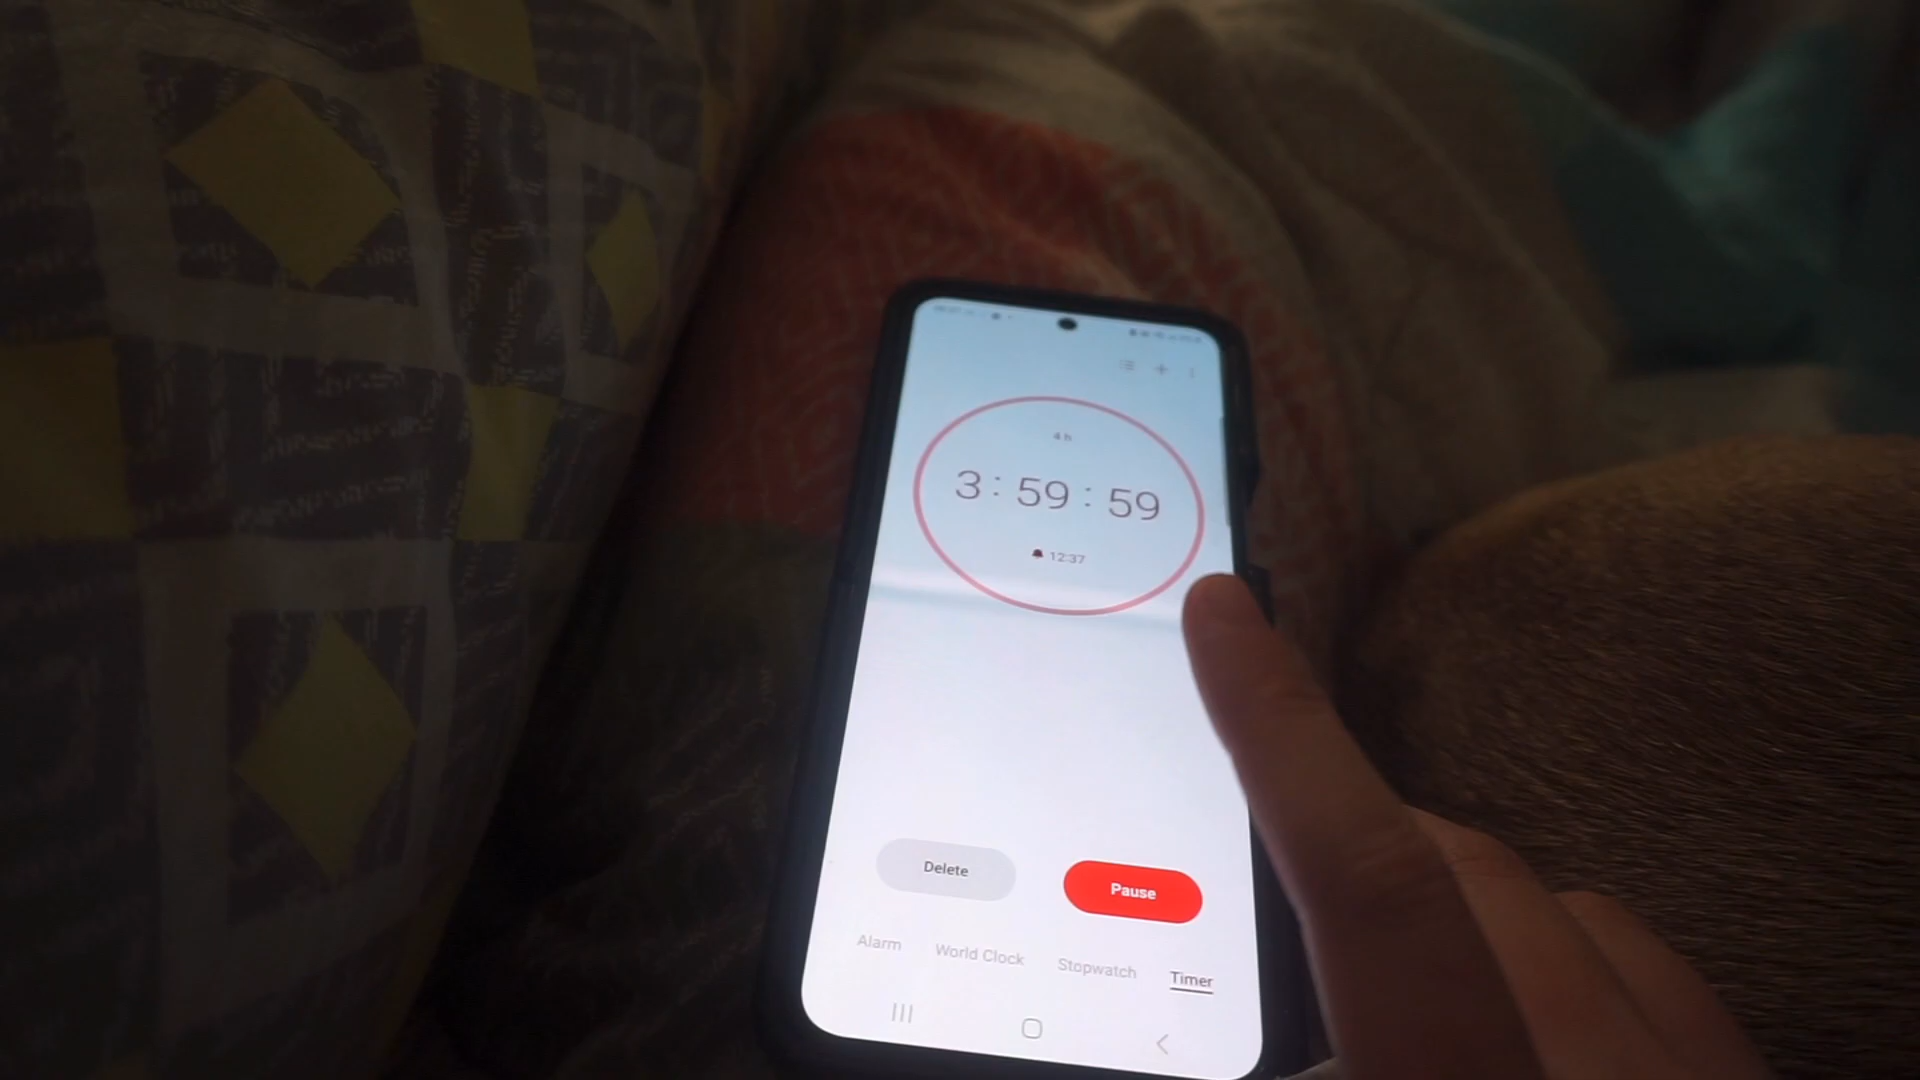 4 h
3 : 59 : 59
12:37
Delete
Pause
Alarm
World Clock
Stopwatch
Timer